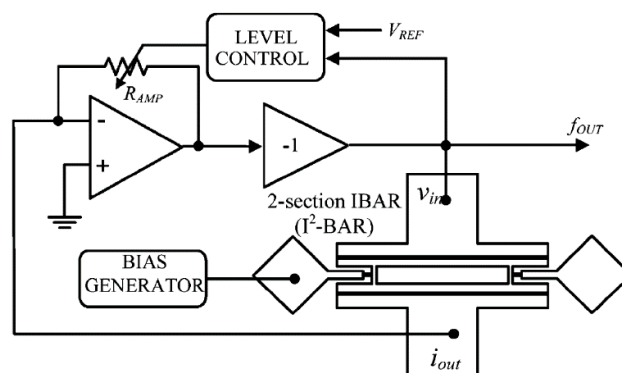 LEVEL
CONTROL
V_REF
R_AMP
-
+
-1
f_OUT
2-section IBAR
(I²-BAR)
v_in
BIAS
GENERATOR
i_out